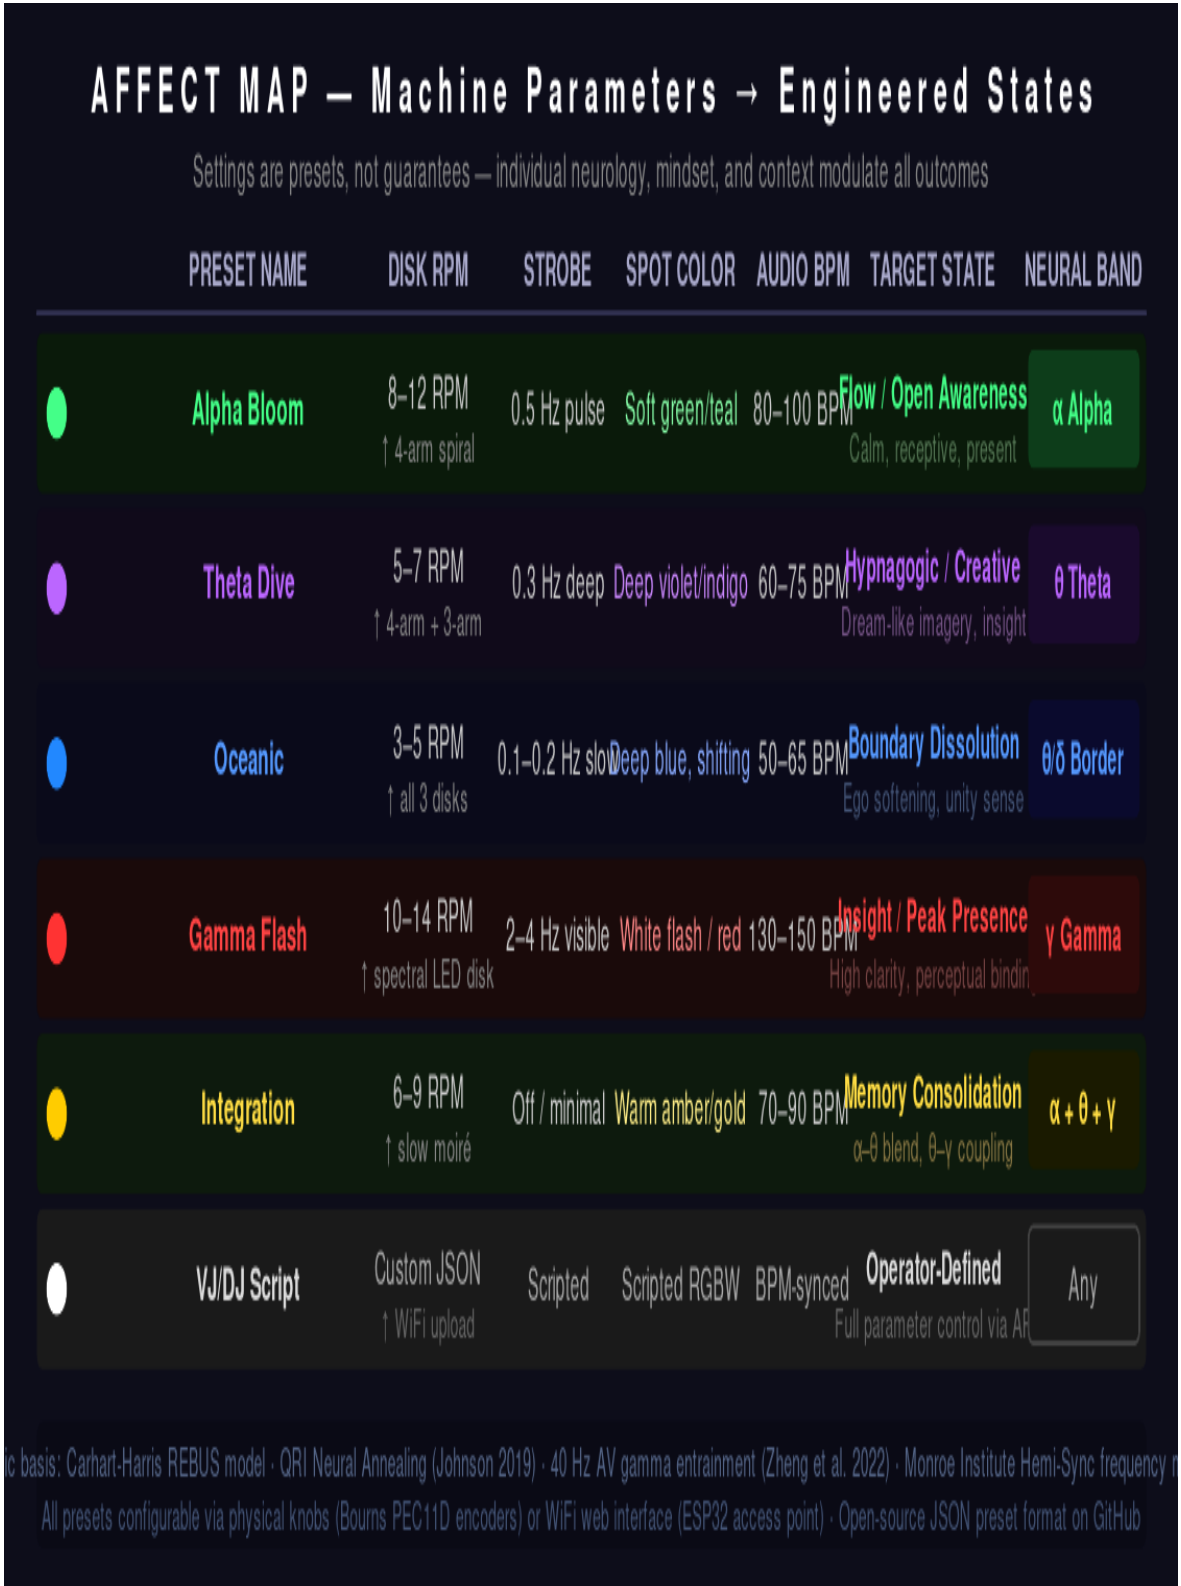 AFFECT MAP — Machine Parameters → Engineered States
Settings are presets, not guarantees — individual neurology, mindset, and context modulate all outcomes
PRESET NAME DISK RPM STROBE SPOT COLOR AUDIO BPM TARGET STATE NEURAL BAND
Alpha Bloom 8–12 RPM 0.5 Hz pulse Soft green/teal 80–100 BPM Flow / Open Awareness α Alpha
↑ 4-arm spiral Calm, receptive, present
Theta Dive 5–7 RPM 0.3 Hz deep Deep violet/indigo 60–75 BPM Hypnagogic / Creative θ Theta
↑ 4-arm + 3-arm Dream-like imagery, insight
Oceanic 3–5 RPM 0.1–0.2 Hz slow Deep blue, shifting 50–65 BPM Boundary Dissolution θ/δ Border
↑ all 3 disks Ego softening, unity sense
Gamma Flash 10–14 RPM 2–4 Hz visible White flash / red 130–150 BPM Insight / Peak Presence γ Gamma
↑ spectral LED disk High clarity, perceptual binding
Integration 6–9 RPM Off / minimal Warm amber/gold 70–90 BPM Memory Consolidation α + θ + γ
↑ slow moiré α–θ blend, θ–γ coupling
VJ/DJ Script Custom JSON Scripted Scripted RGBW BPM-synced Operator-Defined Any
↑ WiFi upload Full parameter control via
ic basis: Carhart-Harris REBUS model · QRI Neural Annealing (Johnson 2019) · 40 Hz AV gamma entrainment (Zheng et al. 2022) · Monroe Institute Hemi-Sync frequency
All presets configurable via physical knobs (Bourns PEC11D encoders) or WiFi web interface (ESP32 access point) · Open-source JSON preset format on GitHub